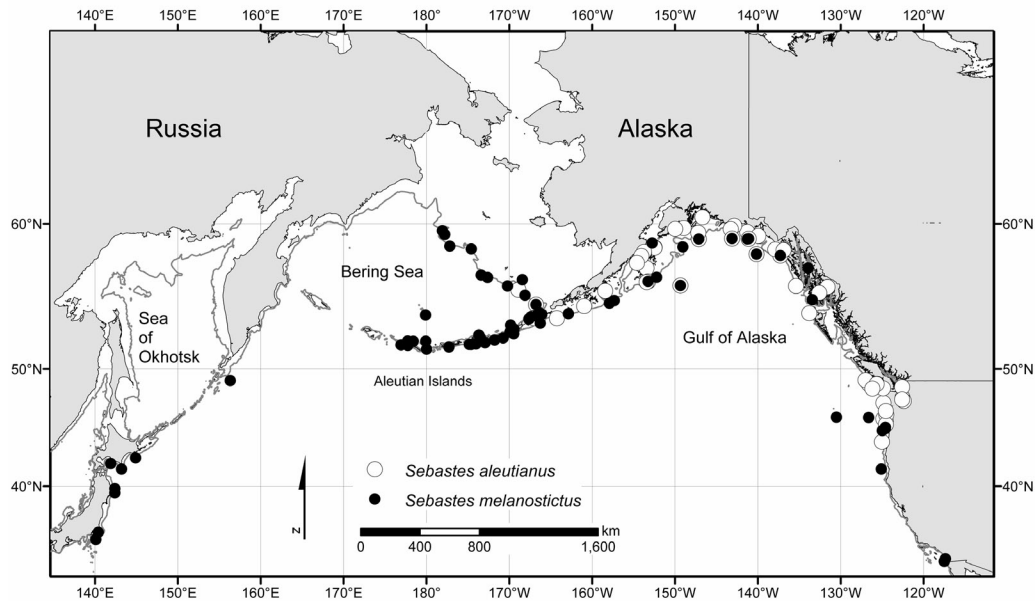 140°E 150°E 160°E 170°E 180° 170°W 160°W 150°W 140°W 130°W 120°W
Russia Alaska
60°N 60°N
Bering Sea
Sea
of
Okhotsk
Gulf of Alaska
50°N 50°N
Aleutian Islands
Sebastes aleutianus
40°N 40°N
Sebastes melanostictus
N
km
0 400 800 1,600
140°E 150°E 160°E 170°E 180° 170°W 160°W 150°W 140°W 130°W 120°W